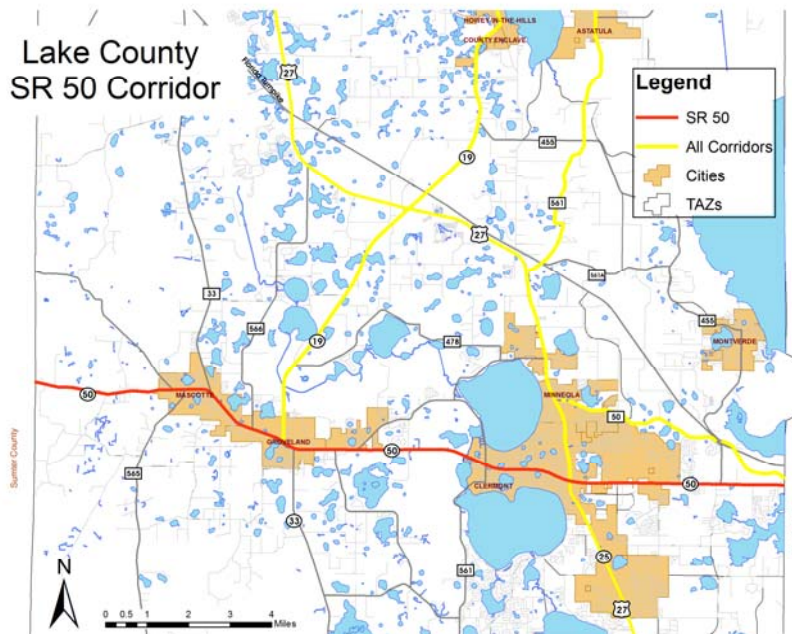 Lake County
SR 50 Corridor
HOWEY-IN-THE-HILLS
COUNTY ENCLAVE
ASTATULA
27
Florida Turnpike
Legend
SR 50
All Corridors
Cities
TAZs
455
19
561
27
561A
33
566
19
478
455
MONTVERDE
50
MASCOTTE
MINNEOLA
50
GROVELAND
50
50
CLERMONT
Sumter County
565
33
25
561
27
N
0 0.5 1 2 3 4
Miles